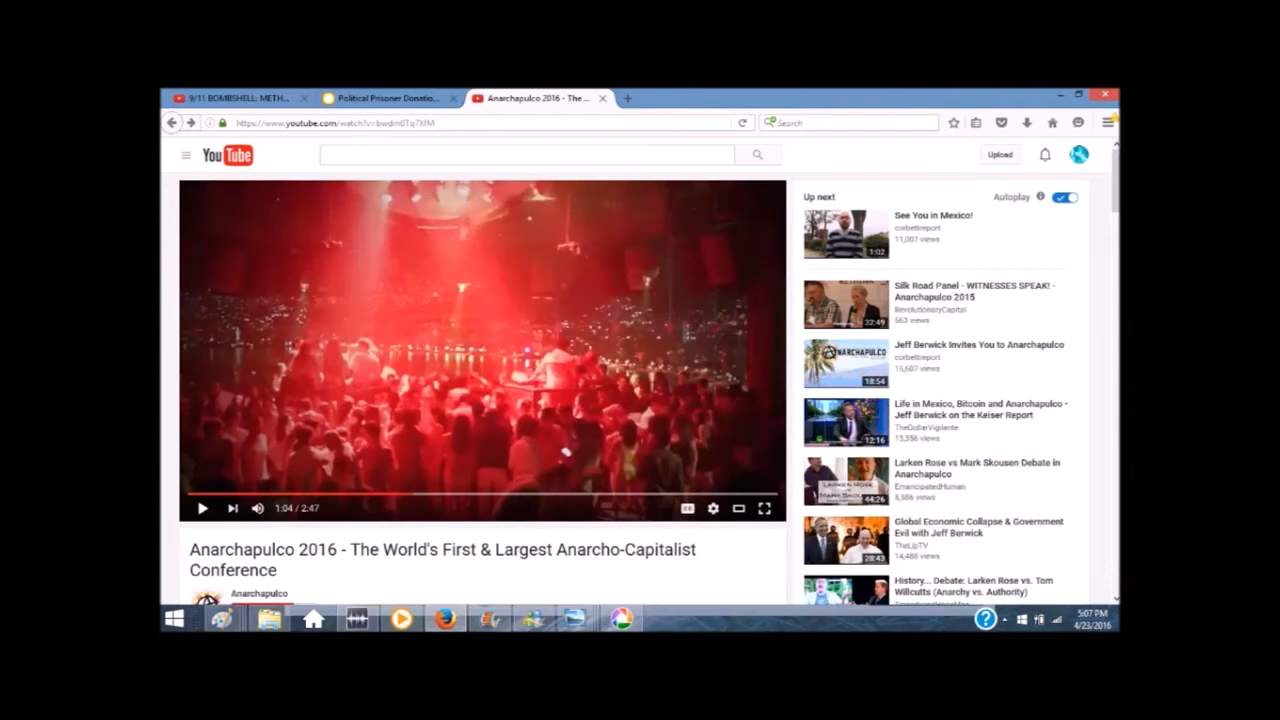 9/11 BOMBSHELL: METH...
Political Prisoner Donatio...
Anarchapulco 2016 - The ...
https://www.youtube.com/watch?v=bwdm0Tq7XfM
Search
YouTube
Upload
Up next
Autoplay
See You in Mexico!
corbettreport
11,007 views
1:02
Silk Road Panel - WITNESSES SPEAK! -
Anarchapulco 2015
RevolutionaryCapital
563 views
32:49
Jeff Berwick Invites You to Anarchapulco
corbettreport
15,607 views
ANARCHAPULCO
18:54
Life in Mexico, Bitcoin and Anarchapulco -
Jeff Berwick on the Keiser Report
TheDollarVigilante
13,356 views
12:16
Larken Rose vs Mark Skousen Debate in
Anarchapulco
EmancipatedHuman
5,586 views
LARKEN ROSE
MARK SKOU
44:26
Global Economic Collapse & Government
Evil with Jeff Berwick
TheLipTV
14,488 views
28:43
History... Debate: Larken Rose vs. Tom
Willcutts (Anarchy vs. Authority)
1:04 / 2:47
Anarchapulco 2016 - The World's First & Largest Anarcho-Capitalist
Conference
Anarchapulco
5:07 PM
4/23/2016